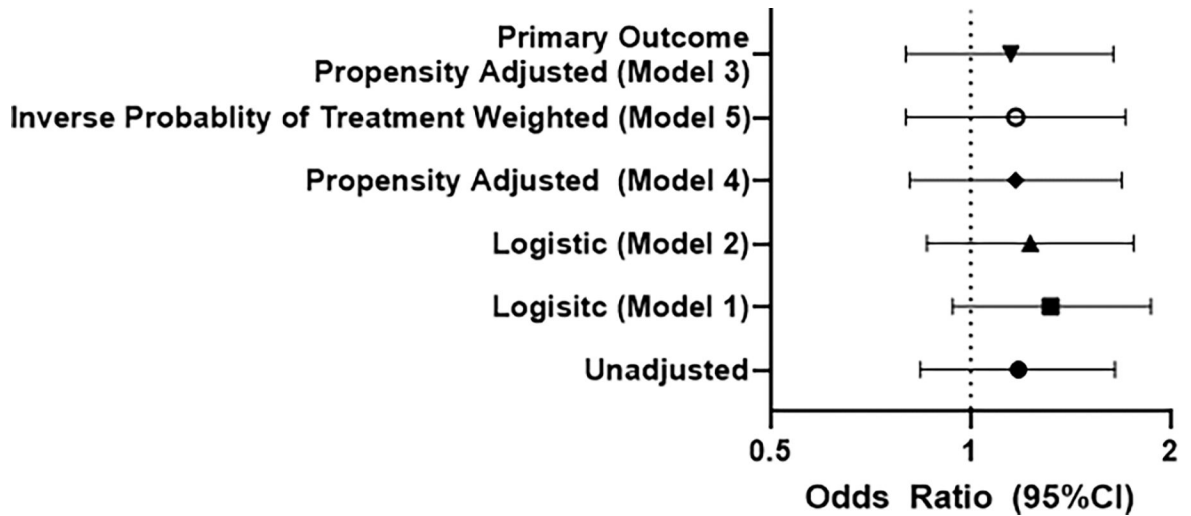 Primary Outcome
Propensity Adjusted (Model 3)
Inverse Probablity of Treatment Weighted (Model 5)
Propensity Adjusted (Model 4)
Logistic (Model 2)
Logisitc (Model 1)
Unadjusted
0.5 1 2
Odds Ratio (95%CI)